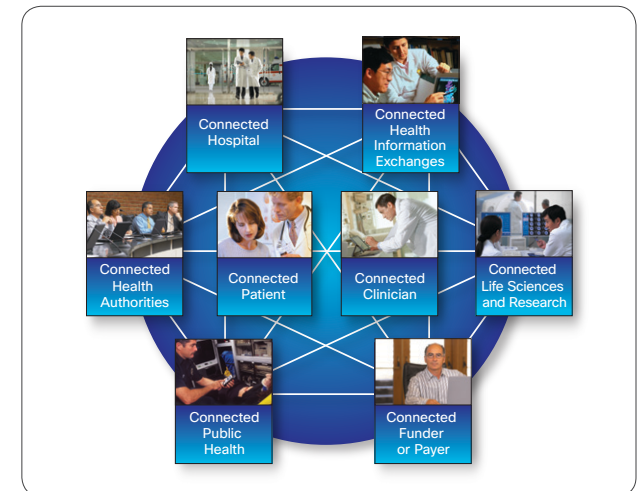 Connected
Hospital
Connected
Health
Information
Exchanges
Connected
Health
Authorities
Connected
Patient
Connected
Clinician
Connected
Life Sciences
and Research
Connected
Public
Health
Connected
Funder
or Payer